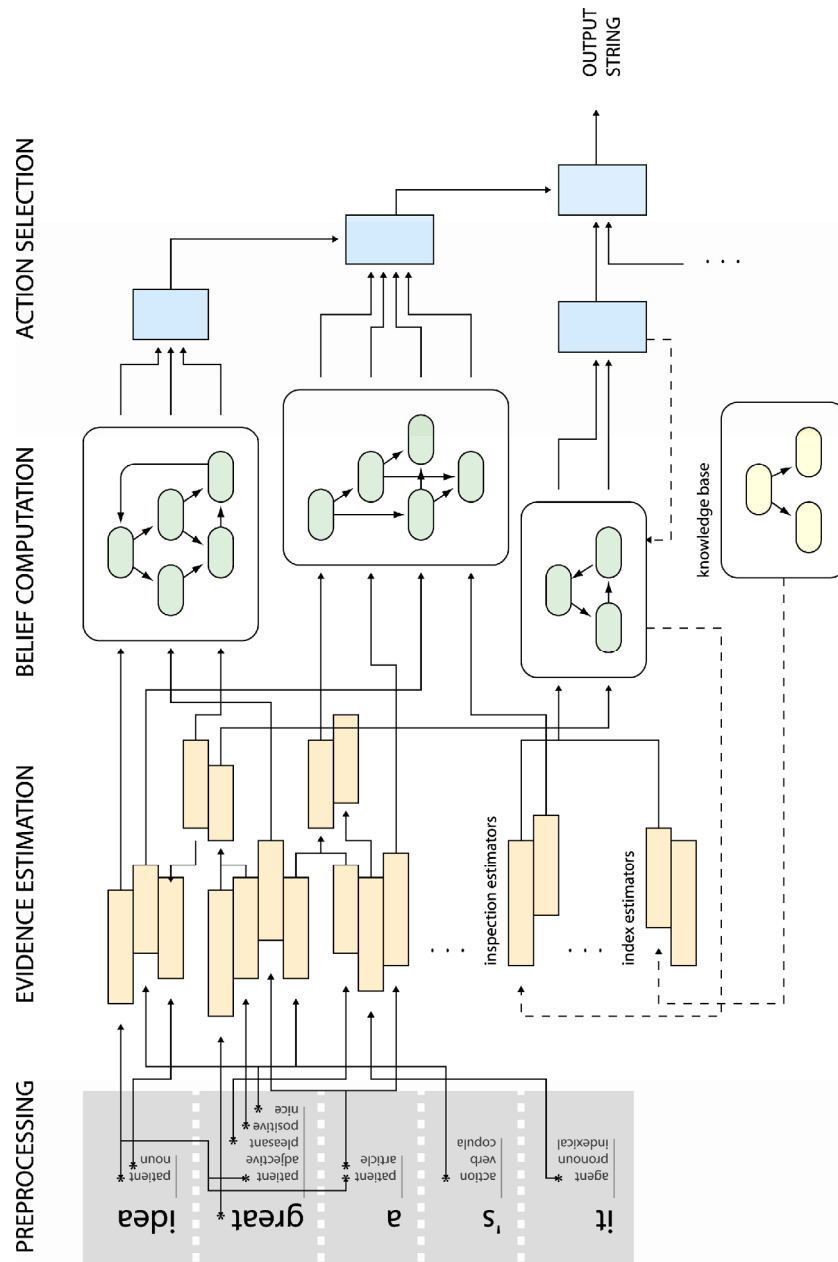 PREPROCESSING
EVIDENCE ESTIMATION
BELIEF COMPUTATION
ACTION SELECTION
it
agent
pronoun
indexical
's
action
verb
copula
a
patient
article
great
patient
adjective
pleasant
positive
nice
idea
patient
noun
. . .
inspection estimators
. . .
index estimators
knowledge base
. . .
OUTPUT
STRING